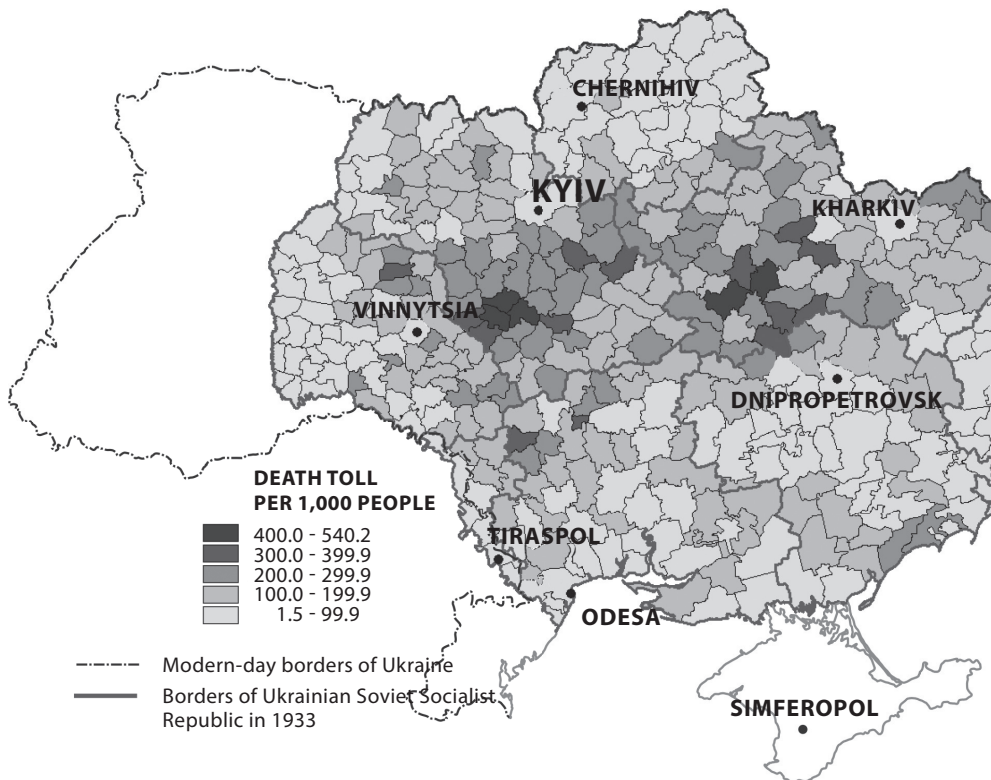 CHERNIHIV
KYIV
KHARKIV
VINNYTSIA
DNIPROPETROVSK
DEATH TOLL
PER 1,000 PEOPLE
400.0 - 540.2
300.0 - 399.9
200.0 - 299.9
100.0 - 199.9
1.5 - 99.9
TIRASPOL
ODESA
Modern-day borders of Ukraine
Borders of Ukrainian Soviet Socialist
Republic in 1933
SIMFEROPOL